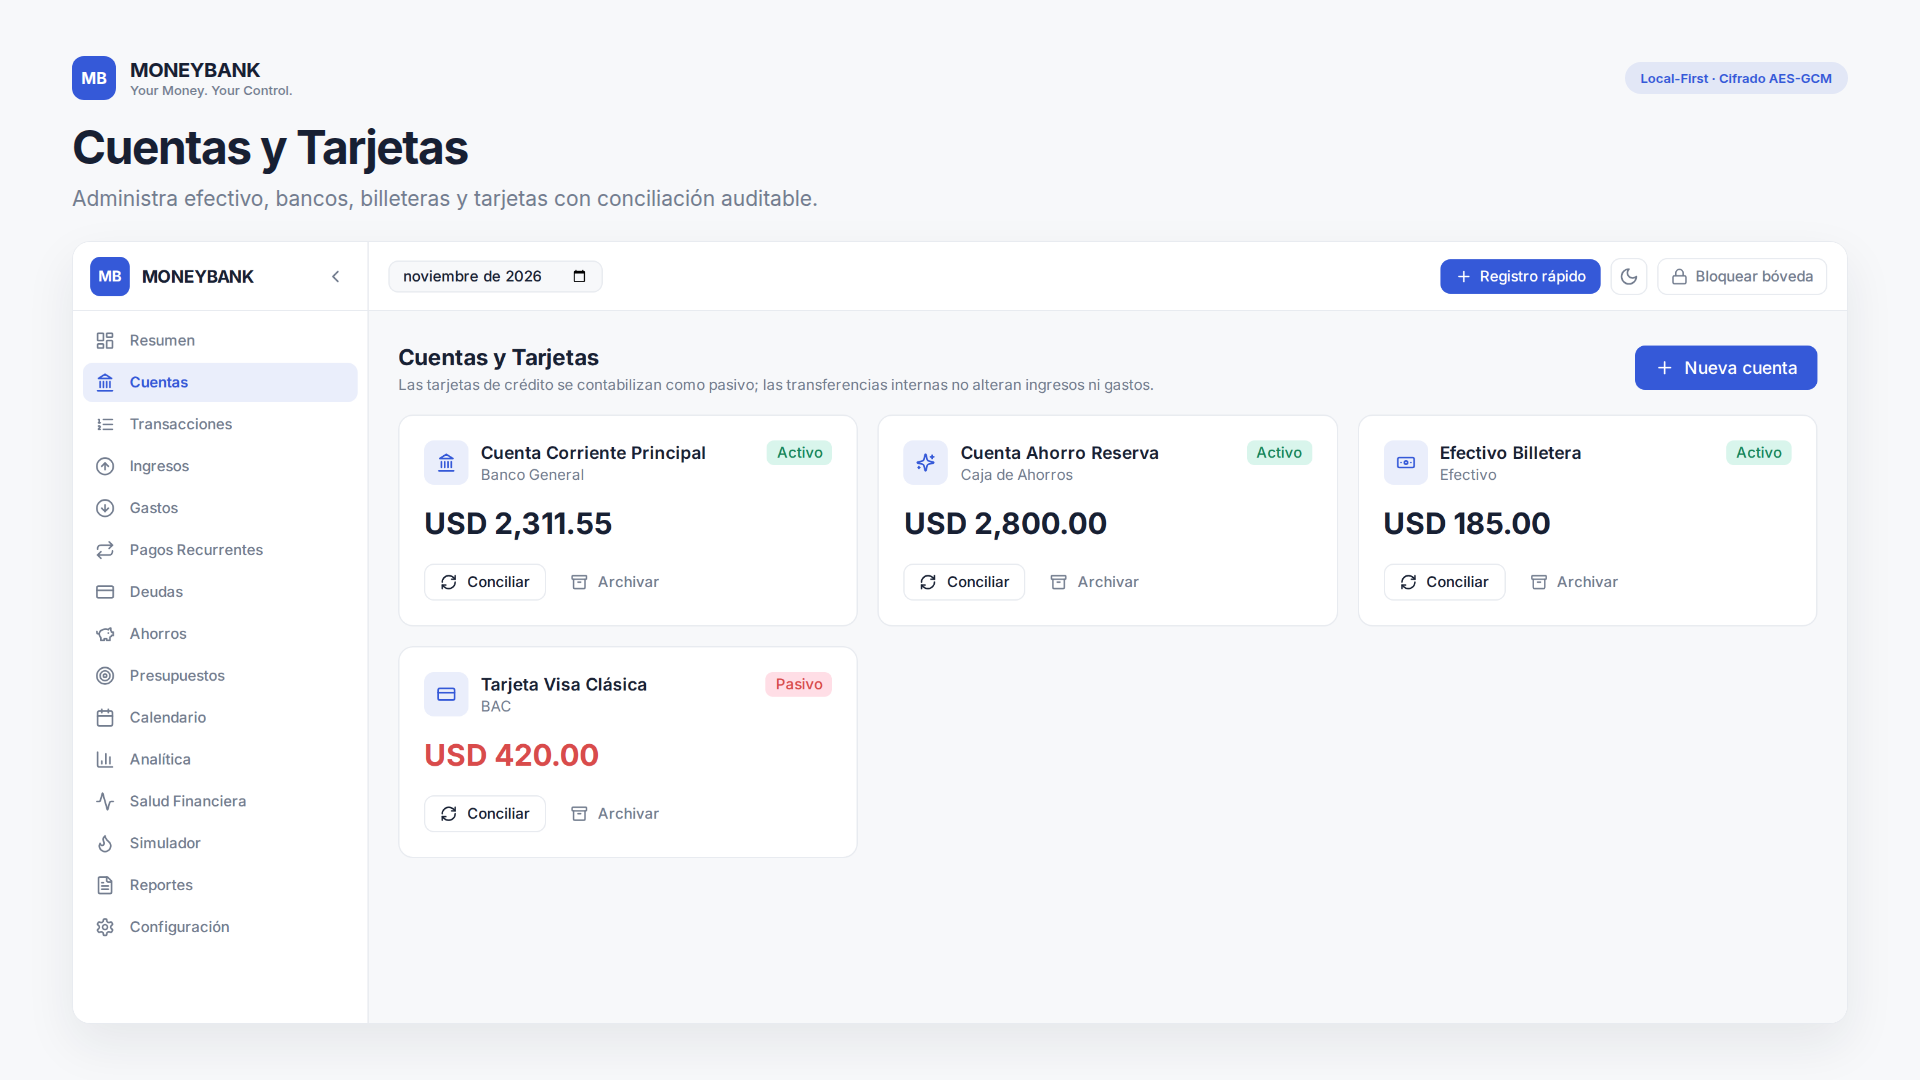 MB
MONEYBANK
Your Money. Your Control.
Local-First · Cifrado AES-GCM
Cuentas y Tarjetas
Administra efectivo, bancos, billeteras y tarjetas con conciliación auditable.
MB
MONEYBANK
noviembre de 2026
Registro rápido
Bloquear bóveda
Resumen
Cuentas
Transacciones
Ingresos
Gastos
Pagos Recurrentes
Deudas
Ahorros
Presupuestos
Calendario
Analítica
Salud Financiera
Simulador
Reportes
Configuración
Cuentas y Tarjetas
Las tarjetas de crédito se contabilizan como pasivo; las transferencias internas no alteran ingresos ni gastos.
Nueva cuenta
Cuenta Corriente Principal
Activo
Banco General
USD 2,311.55
Conciliar
Archivar
Cuenta Ahorro Reserva
Activo
Caja de Ahorros
USD 2,800.00
Conciliar
Archivar
Efectivo Billetera
Activo
Efectivo
USD 185.00
Conciliar
Archivar
Tarjeta Visa Clásica
Pasivo
BAC
USD 420.00
Conciliar
Archivar